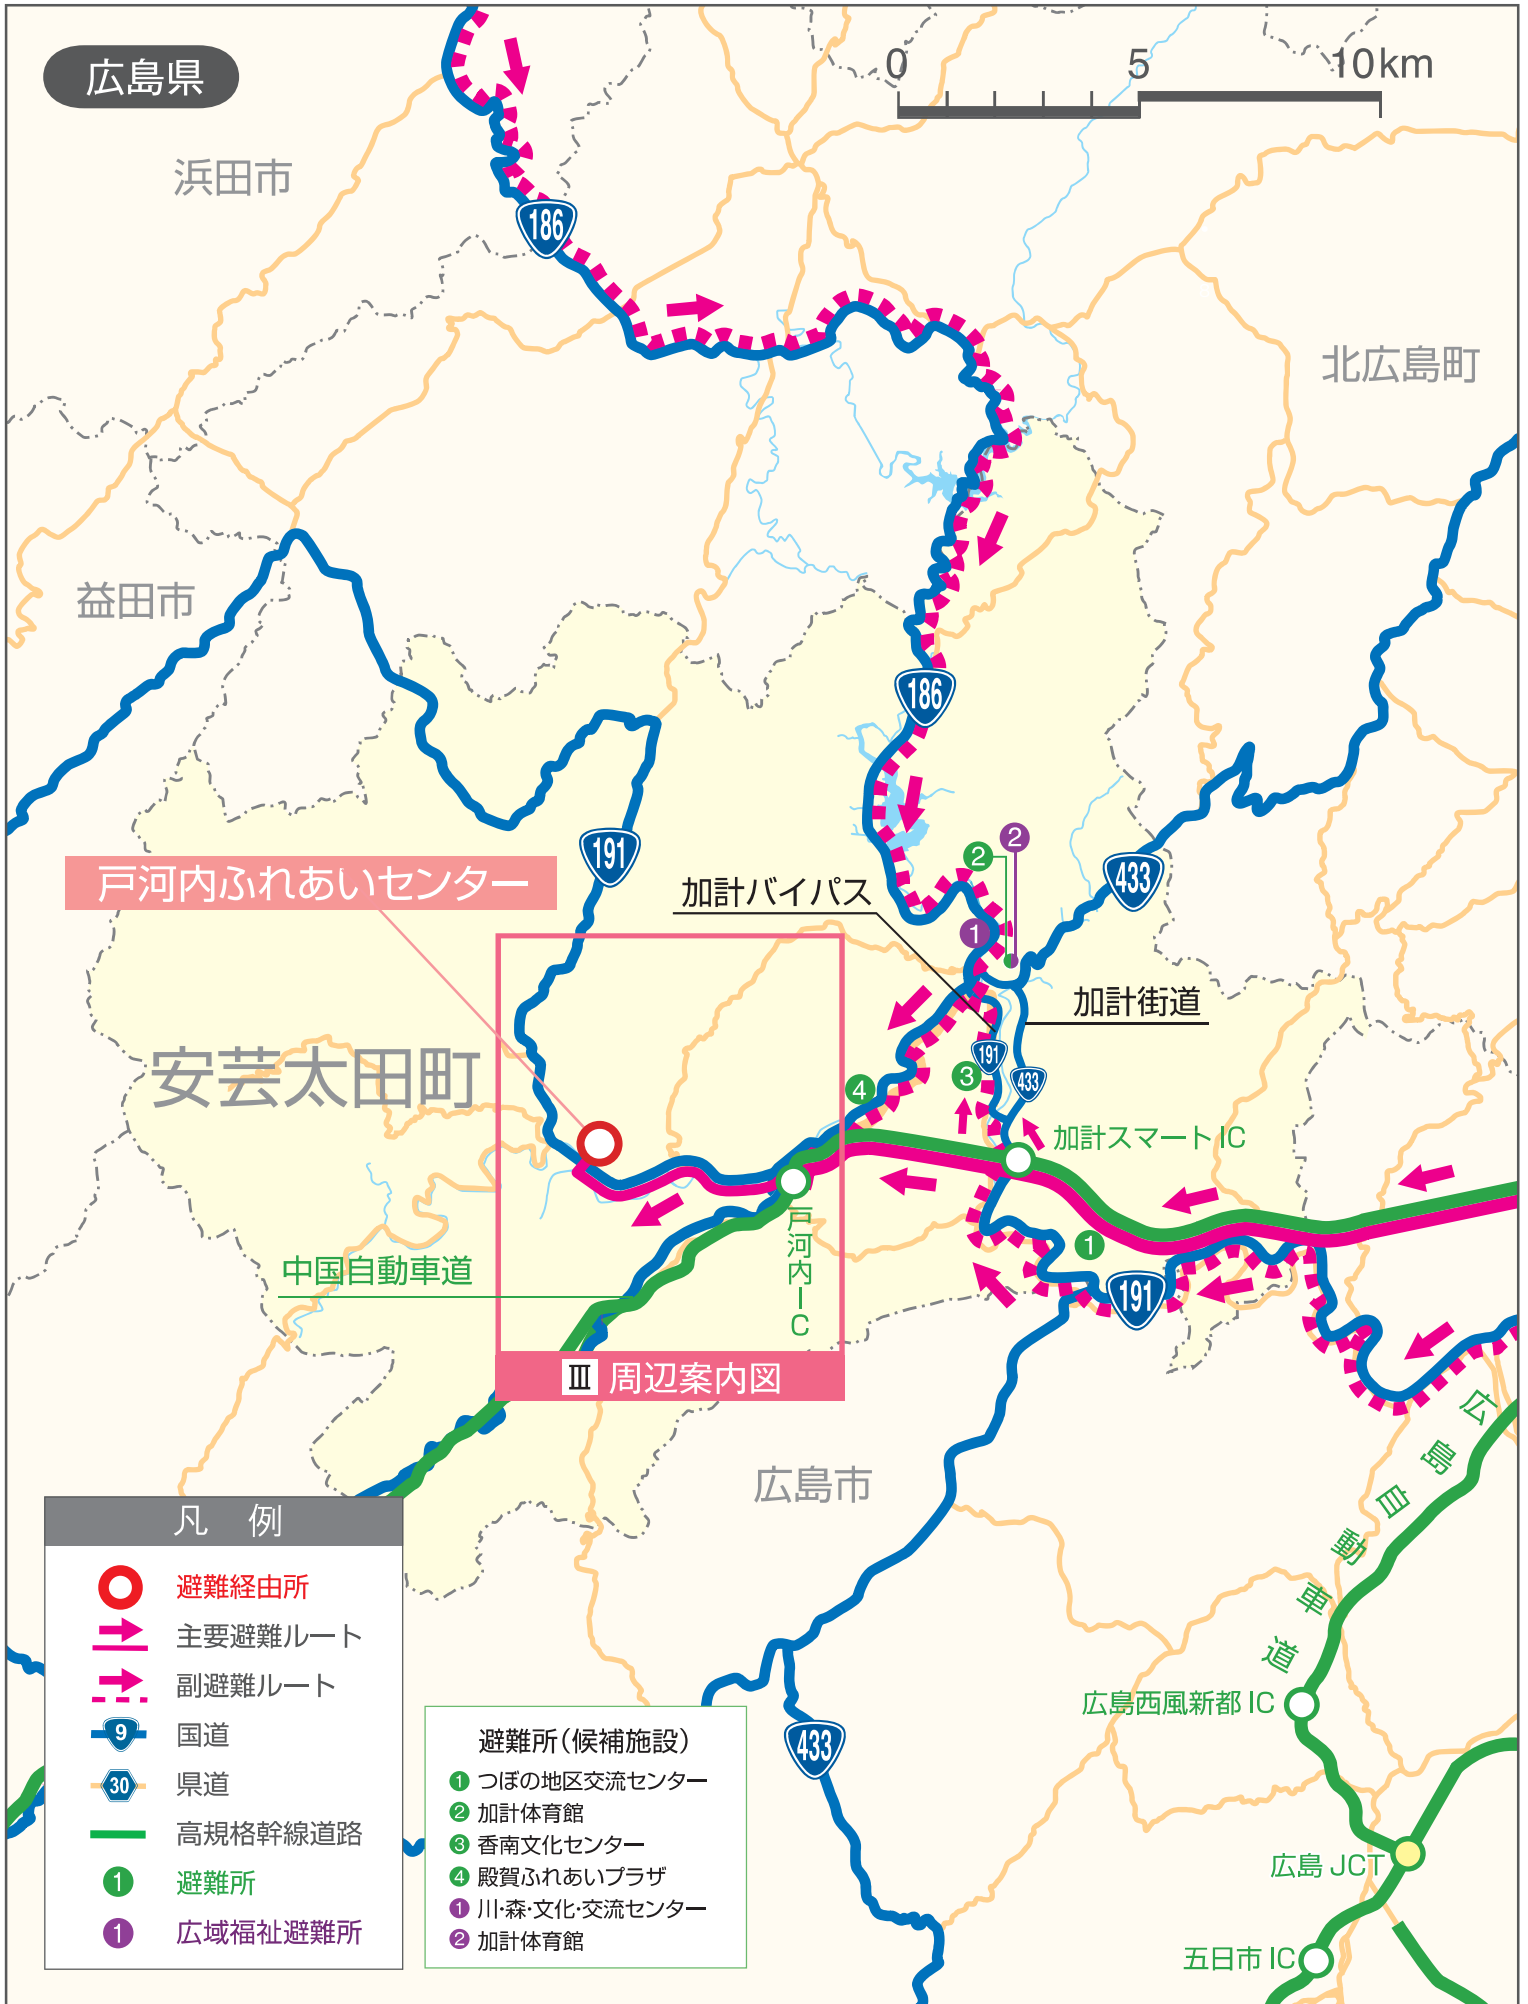 広島県
0 5 10km
浜田市
186
北広島町
益田市
186
191
2
2
433
戸河内ふれあいセンター
加計バイパス
1
加計街道
安芸太田町
191
3
433
4
加計スマートIC
戸河内IC
中国自動車道
1
191
Ⅲ 周辺案内図
広島自動車道
広島市
凡 例
避難経由所
主要避難ルート
副避難ルート
9 国道
30 県道
高規格幹線道路
1 避難所
1 広域福祉避難所
避難所(候補施設)
1 つぼの地区交流センター
2 加計体育館
3 香南文化センター
4 殿賀ふれあいプラザ
1 川・森・文化・交流センター
2 加計体育館
広島西風新都IC
433
広島JCT
五日市IC